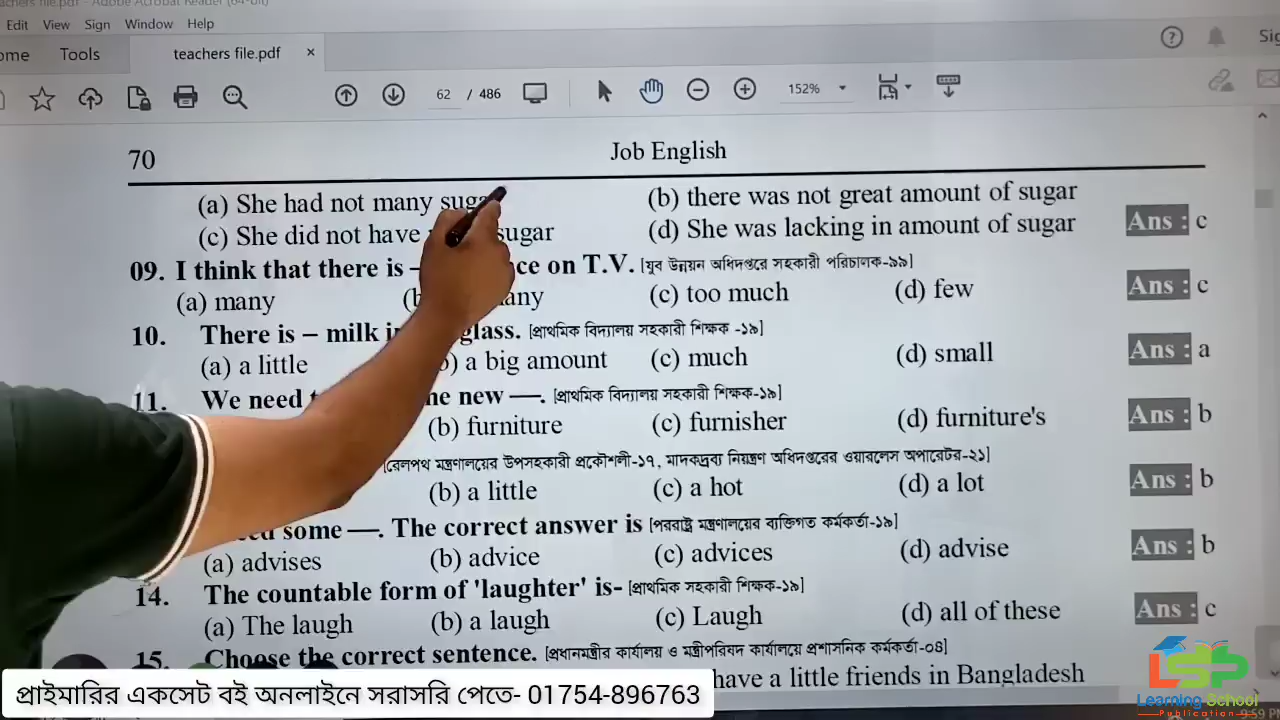 Edit View Sign Window Help
ome Tools teachers file.pdf ×
62 / 486 152%
70 Job English
(a) She had not many (b) there was not great amount of sugar
(c) She did not have sugar (d) She was lacking in amount of sugar Ans : c
09. I think that there is – on T.V. [যুব উন্নয়ন অধিদপ্তরে সহকারী পরিচালক-১৯]
(a) many (c) too much (d) few Ans : c
10. There is – milk glass. [প্রাথমিক বিদ্যালয় সহকারী শিক্ষক -১৯]
(a) a little b) a big amount (c) much (d) small Ans : a
11. We need new —. [প্রাথমিক বিদ্যালয় সহকারী শিক্ষক-১৯]
(b) furniture (c) furnisher (d) furniture's Ans : b
[রেলপথ মন্ত্রণালয়ের উপসহকারী প্রকৌশলী-১৭, মাদকদ্রব্য নিয়ন্ত্রণ অধিদপ্তরের ওয়ারলেস অপারেটর-২১]
(b) a little (c) a hot (d) a lot Ans : b
some —. The correct answer is [পররাষ্ট্র মন্ত্রণালয়ের ব্যক্তিগত কর্মকর্তা-১৯]
(a) advises (b) advice (c) advices (d) advise Ans : b
14. The countable form of 'laughter' is- [প্রাথমিক সহকারী শিক্ষক-১৯]
(a) The laugh (b) a laugh (c) Laugh (d) all of these Ans : c
15. Choose the correct sentence. [প্রধানমন্ত্রীর কার্যালয় ও মন্ত্রীপরিষদ কার্যালয়ে প্রশাসনিক কর্মকর্তা-০৪]
have a little friends in Bangladesh
প্রাইমারির একসেট বই অনলাইনে সরাসরি পেতে- 01754-896763
LSP
Learning School
Publication